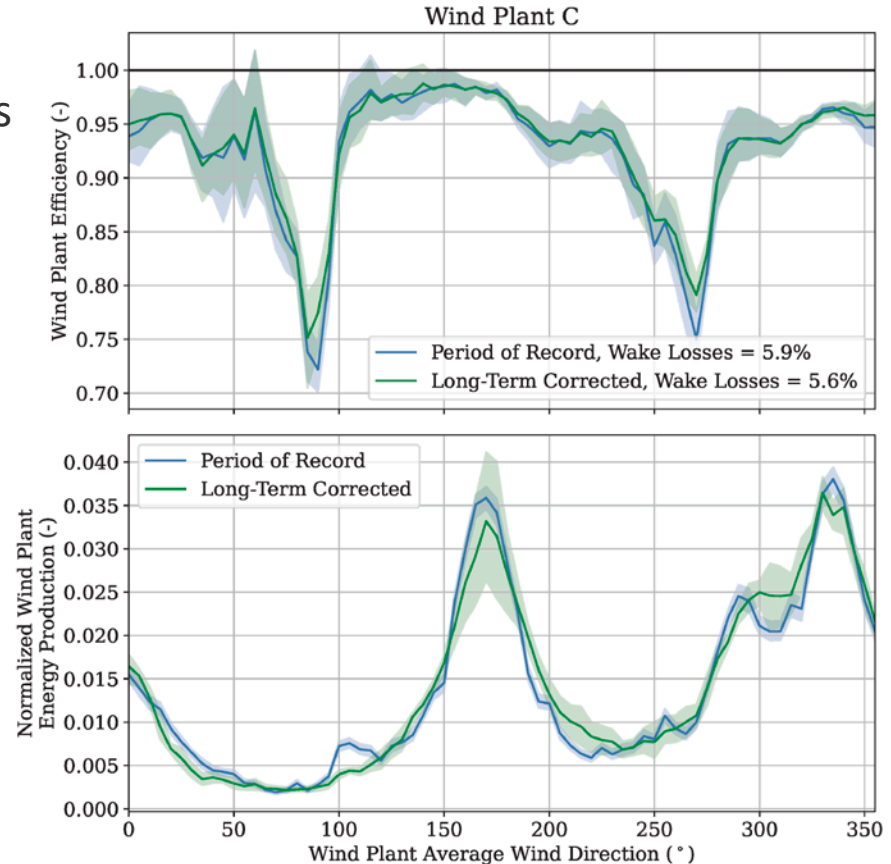 Wind Plant C
s
Wind Plant Efficiency (-)
1.00
0.95
0.90
0.85
0.80
0.75
0.70
Period of Record, Wake Losses = 5.9%
Long-Term Corrected, Wake Losses = 5.6%
Normalized Wind Plant
Energy Production (-)
0.040
0.035
0.030
0.025
0.020
0.015
0.010
0.005
0.000
Period of Record
Long-Term Corrected
0 50 100 150 200 250 300 350
Wind Plant Average Wind Direction (°)